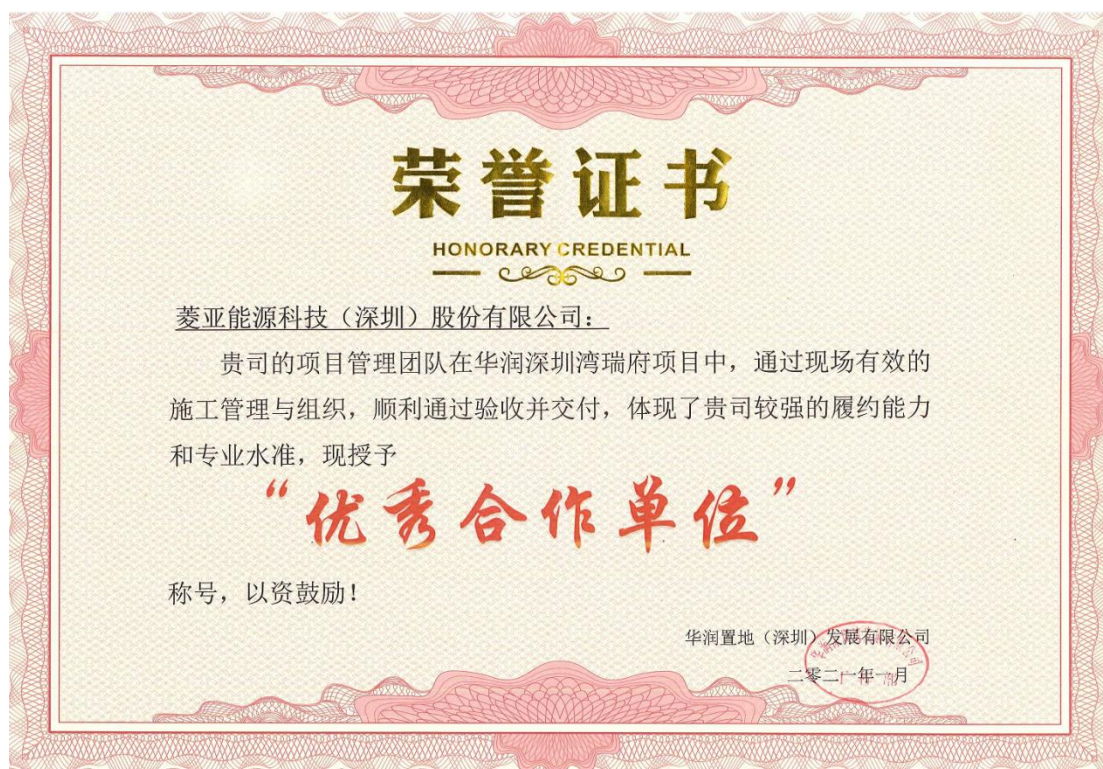 荣誉证书
HONORARY CREDENTIAL
菱亚能源科技（深圳）股份有限公司：
贵司的项目管理团队在华润深圳湾瑞府项目中，通过现场有效的
施工管理与组织，顺利通过验收并交付，体现了贵司较强的履约能力
和专业水准，现授予
“优秀合作单位”
称号，以资鼓励！
华润置地（深圳）发展有限公司
二零二一年一月